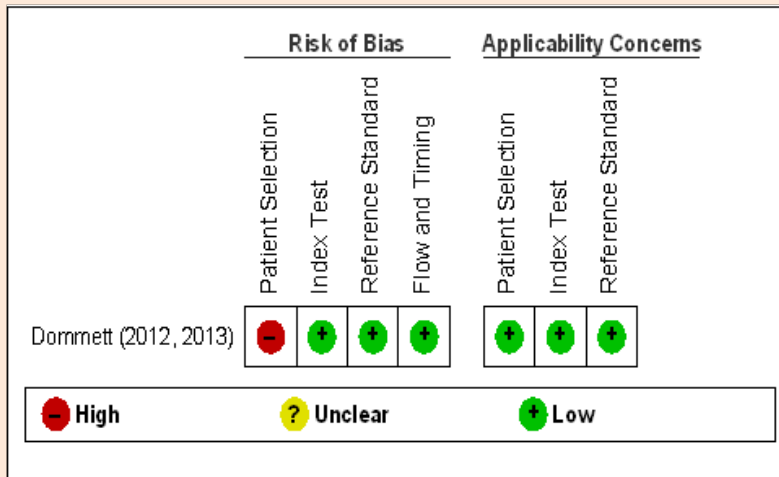 Risk of Bias
Applicability Concerns
Patient Selection
Index Test
Reference Standard
Flow and Timing
Patient Selection
Index Test
Reference Standard
Dommett (2012, 2013)
– + + + + + +
– High
? Unclear
+ Low